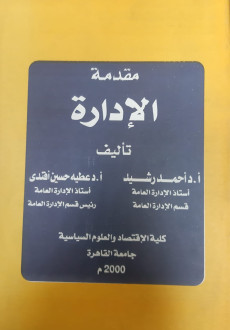 مقدمة
الإدارة
تأليف
أ.د أحمد رشيد
أ.د عطيه حسين أفندى
أستاذ الإدارة العامة
أستاذ الإدارة العامة
قسم الإدارة العامة
رئيس قسم الإدارة العامة
كلية الإقتصاد والعلوم السياسية
جامعة القاهرة
2000 م